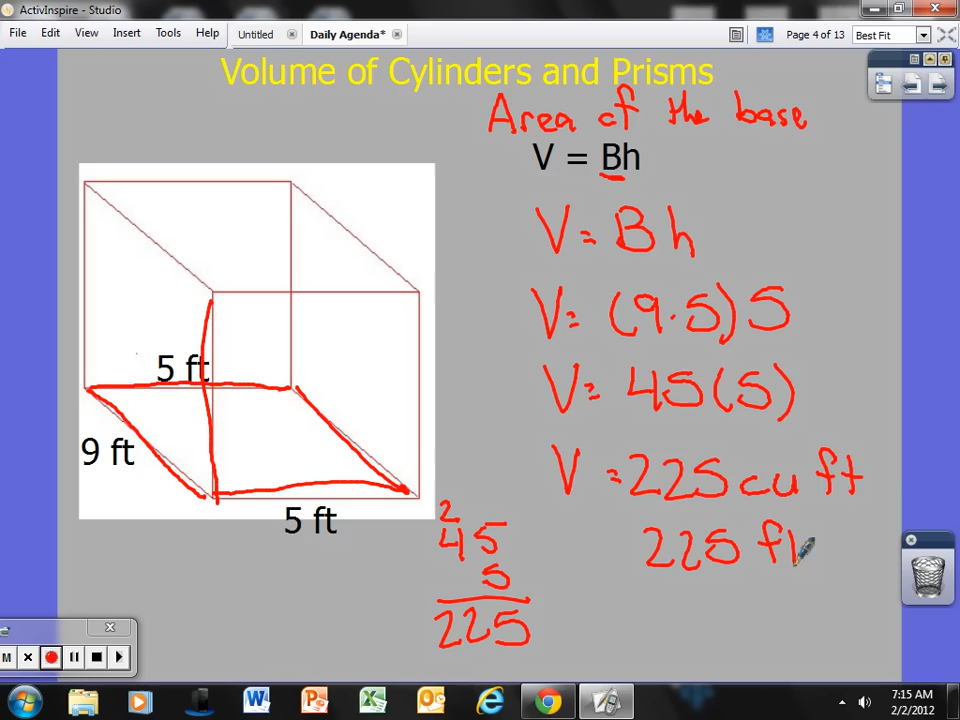 ActivInspire - Studio
File Edit View Insert Tools Help Untitled Daily Agenda* Page 4 of 13 Best Fit
Volume of Cylinders and Prisms
Area of the base
V = Bh
V = B h
V = (9 · 5) 5
V = 45 (5)
V = 225 cu ft
225 f
5 ft
9 ft
5 ft
2
45
5
225
M
7:15 AM
2/2/2012